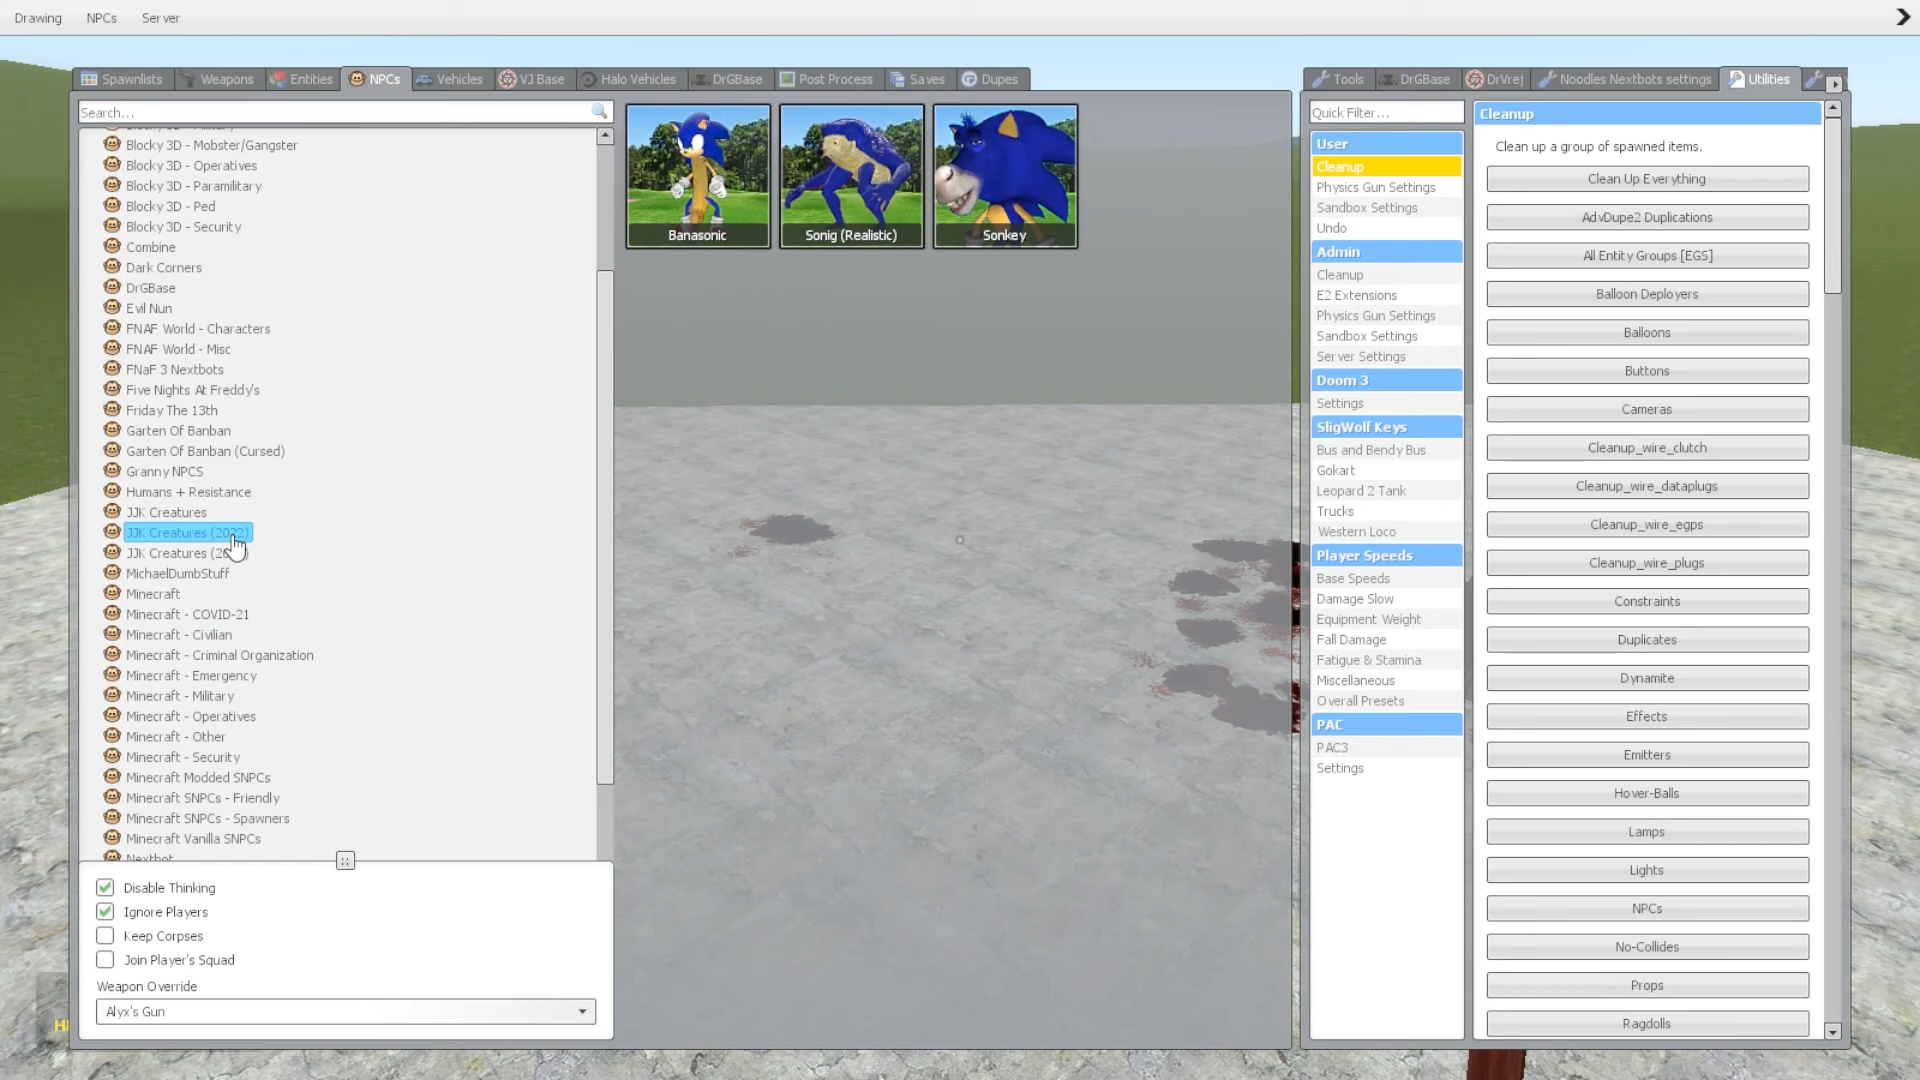 Drawing NPCs Server
Spawnlists Weapons Entities NPCs Vehicles VJ Base Halo Vehicles DrGBase Post Process Saves Dupes
Tools DrGBase DrVrej Noodles Nextbots settings Utilities
Search...
Blocky 3D - Military
Blocky 3D - Mobster/Gangster
Blocky 3D - Operatives
Blocky 3D - Paramilitary
Blocky 3D - Ped
Blocky 3D - Security
Combine
Dark Corners
DrGBase
Evil Nun
FNAF World - Characters
FNAF World - Misc
FNaF 3 Nextbots
Five Nights At Freddy's
Friday The 13th
Garten Of Banban
Garten Of Banban (Cursed)
Granny NPCS
Humans + Resistance
JJK Creatures
JJK Creatures (2022)
JJK Creatures (2
MichaelDumbStuff
Minecraft
Minecraft - COVID-21
Minecraft - Civilian
Minecraft - Criminal Organization
Minecraft - Emergency
Minecraft - Military
Minecraft - Operatives
Minecraft - Other
Minecraft - Security
Minecraft Modded SNPCs
Minecraft SNPCs - Friendly
Minecraft SNPCs - Spawners
Minecraft Vanilla SNPCs
Nextbot
Disable Thinking
Ignore Players
Keep Corpses
Join Player's Squad
Weapon Override
Alyx's Gun
Banasonic
Sonig (Realistic)
Sonkey
Quick Filter...
User
Cleanup
Physics Gun Settings
Sandbox Settings
Undo
Admin
Cleanup
E2 Extensions
Physics Gun Settings
Sandbox Settings
Server Settings
Doom 3
Settings
SligWolf Keys
Bus and Bendy Bus
Gokart
Leopard 2 Tank
Trucks
Western Loco
Player Speeds
Base Speeds
Damage Slow
Equipment Weight
Fall Damage
Fatigue & Stamina
Miscellaneous
Overall Presets
PAC
PAC3
Settings
Cleanup
Clean up a group of spawned items.
Clean Up Everything
AdvDupe2 Duplications
All Entity Groups [EGS]
Balloon Deployers
Balloons
Buttons
Cameras
Cleanup_wire_clutch
Cleanup_wire_dataplugs
Cleanup_wire_egps
Cleanup_wire_plugs
Constraints
Duplicates
Dynamite
Effects
Emitters
Hover-Balls
Lamps
Lights
NPCs
No-Collides
Props
Ragdolls